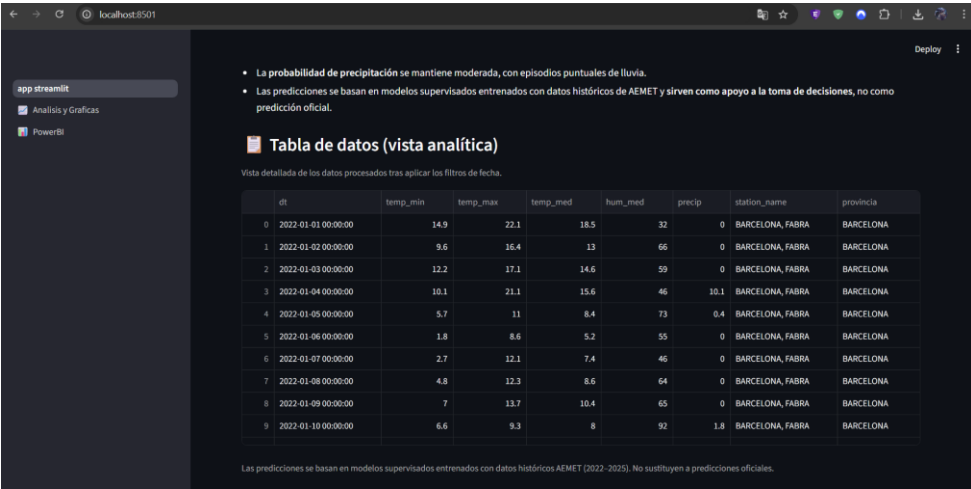 localhost:8501
Deploy
app streamlit
Analisis y Graficas
PowerBI
La probabilidad de precipitación se mantiene moderada, con episodios puntuales de lluvia.
Las predicciones se basan en modelos supervisados entrenados con datos históricos de AEMET y sirven como apoyo a la toma de decisiones, no como
predicción oficial.
Tabla de datos (vista analítica)
Vista detallada de los datos procesados tras aplicar los filtros de fecha.
dt temp_min temp_max temp_med hum_med precip station_name provincia
0 2022-01-01 00:00:00 14.9 22.1 18.5 32 0 BARCELONA, FABRA BARCELONA
1 2022-01-02 00:00:00 9.6 16.4 13 66 0 BARCELONA, FABRA BARCELONA
2 2022-01-03 00:00:00 12.2 17.1 14.6 59 0 BARCELONA, FABRA BARCELONA
3 2022-01-04 00:00:00 10.1 21.1 15.6 46 10.1 BARCELONA, FABRA BARCELONA
4 2022-01-05 00:00:00 5.7 11 8.4 73 0.4 BARCELONA, FABRA BARCELONA
5 2022-01-06 00:00:00 1.8 8.6 5.2 55 0 BARCELONA, FABRA BARCELONA
6 2022-01-07 00:00:00 2.7 12.1 7.4 46 0 BARCELONA, FABRA BARCELONA
7 2022-01-08 00:00:00 4.8 12.3 8.6 64 0 BARCELONA, FABRA BARCELONA
8 2022-01-09 00:00:00 7 13.7 10.4 65 0 BARCELONA, FABRA BARCELONA
9 2022-01-10 00:00:00 6.6 9.3 8 92 1.8 BARCELONA, FABRA BARCELONA
Las predicciones se basan en modelos supervisados entrenados con datos históricos AEMET (2022–2025). No sustituyen a predicciones oficiales.